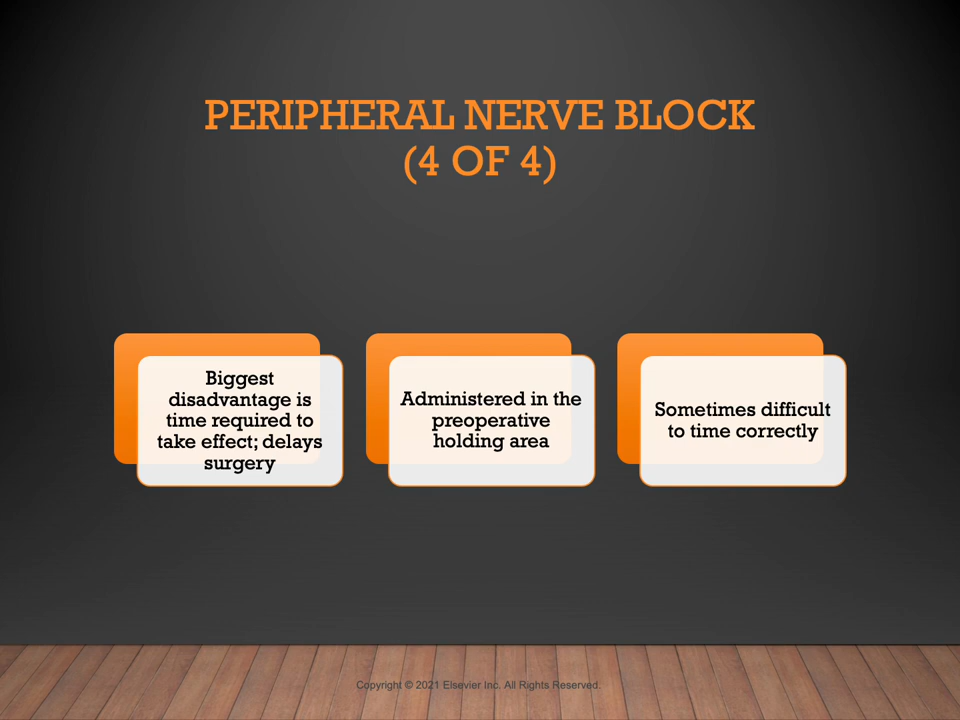 PERIPHERAL NERVE BLOCK
(4 OF 4)
Biggest
disadvantage is
time required to
take effect; delays
surgery
Administered in the
preoperative
holding area
Sometimes difficult
to time correctly
Copyright © 2021 Elsevier Inc. All Rights Reserved.